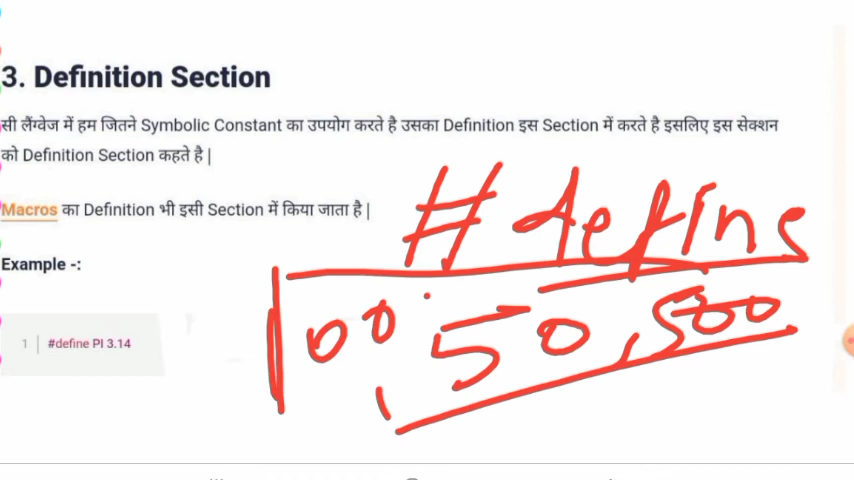 3. Definition Section
सी लैंग्वेज में हम जितने Symbolic Constant का उपयोग करते है उसका Definition इस Section में करते है इसलिए इस सेक्शन
को Definition Section कहते है |
Macros का Definition भी इसी Section में किया जाता है |
#define
Example -:
100, 50, 500
1 #define PI 3.14